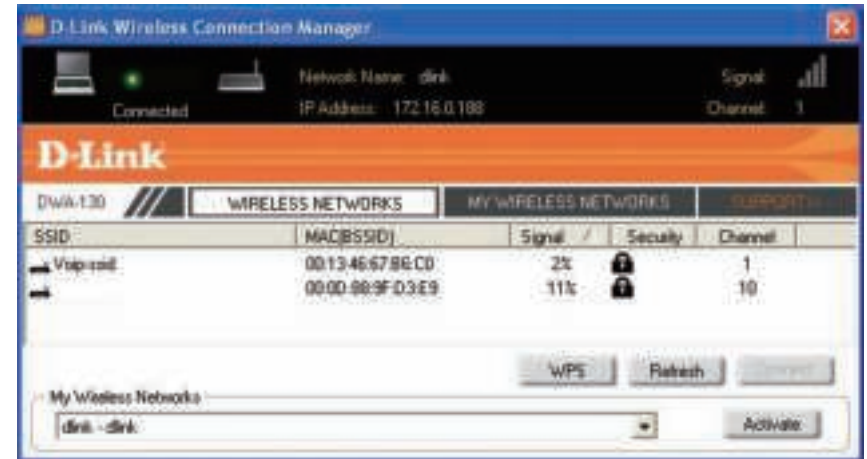 D-Link Wireless Connection Manager
Network Name: dlink Signal:
Connected IP Address: 172.16.0.188 Channel: 1
D-Link
DWA-130 WIRELESS NETWORKS MY WIRELESS NETWORKS SUPPORT
SSID MAC(BSSID) Signal / Security Channel
Voip-ssid 00:13:46:67:B6:C0 2% 1
00:0D:88:9F:D3:E9 11% 10
WPS Refresh
My Wireless Networks
dlink - dlink Activate